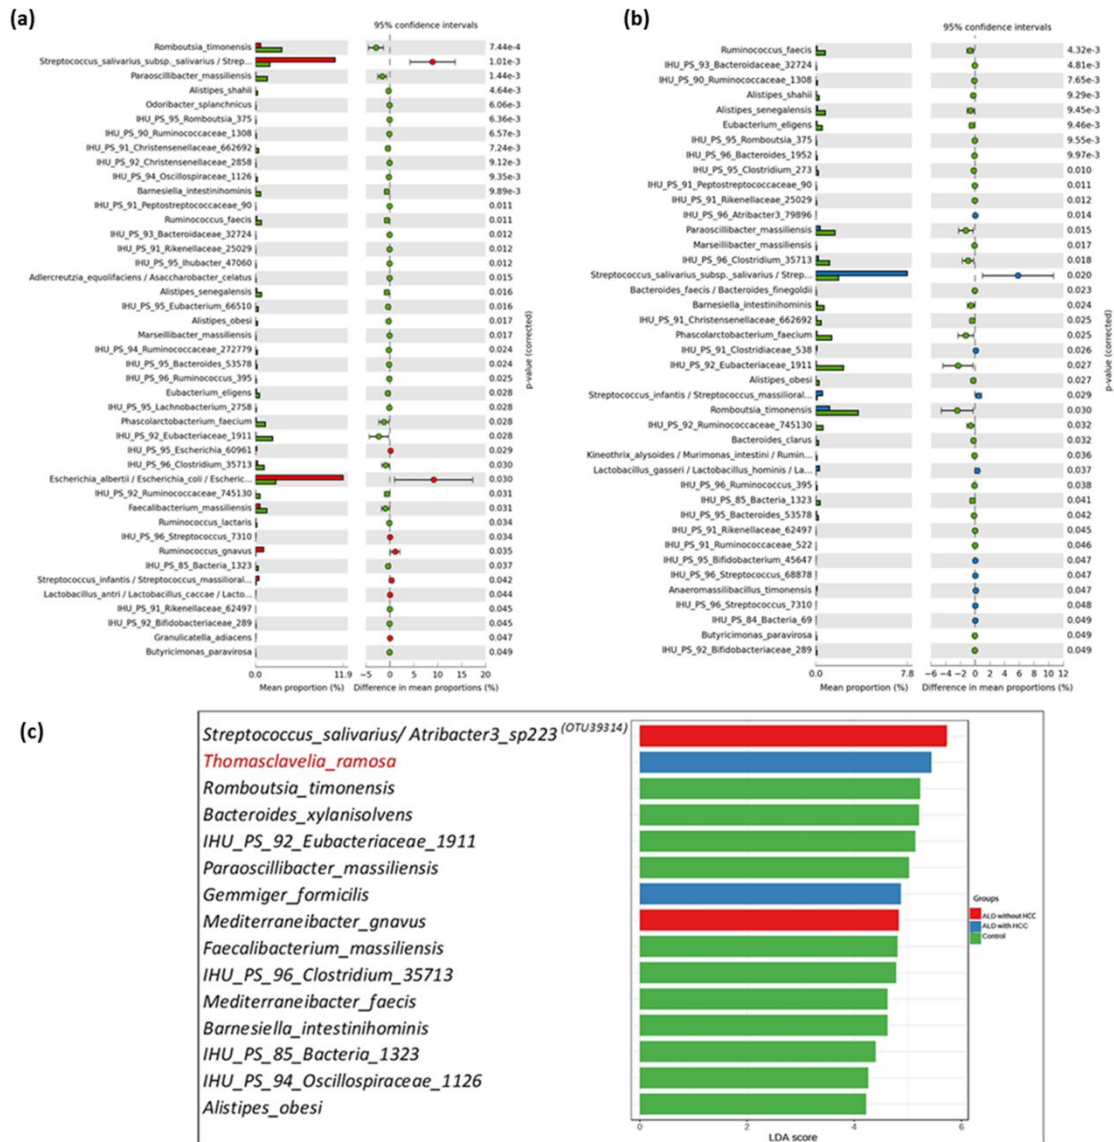 (a)
95% confidence intervals
Romboutsia_timonensis 7.44e-4
Streptococcus_salivarius_subsp._salivarius / Strep... 1.01e-3
Paraoscillibacter_massiliensis 1.44e-3
Alistipes_shahii 4.64e-3
Odoribacter_splanchnicus 6.06e-3
IHU_PS_95_Romboutsia_375 6.36e-3
IHU_PS_90_Ruminococcaceae_1308 6.57e-3
IHU_PS_91_Christensenellaceae_662692 7.24e-3
IHU_PS_92_Christensenellaceae_2858 9.12e-3
IHU_PS_94_Oscillospiraceae_1126 9.35e-3
Barnesiella_intestinihominis 9.89e-3
IHU_PS_91_Peptostreptococcaceae_90 0.011
Ruminococcus_faecis 0.011
IHU_PS_93_Bacteroidaceae_32724 0.012
IHU_PS_91_Rikenellaceae_25029 0.012
IHU_PS_95_Ihubacter_47060 0.012
Adlercreutzia_equolifaciens / Asaccharobacter_celatus 0.015
Alistipes_senegalensis 0.016
IHU_PS_95_Eubacterium_66510 0.016
Alistipes_obesi 0.017
Marseillibacter_massiliensis 0.017
IHU_PS_94_Ruminococcaceae_272779 0.024
IHU_PS_95_Bacteroides_53578 0.024
IHU_PS_96_Ruminococcus_395 0.025
Eubacterium_eligens 0.028
IHU_PS_95_Lachnobacterium_2758 0.028
Phascolarctobacterium_faecium 0.028
IHU_PS_92_Eubacteriaceae_1911 0.028
IHU_PS_95_Escherichia_60961 0.029
IHU_PS_96_Clostridium_35713 0.030
Escherichia_albertii / Escherichia_coli / Escheric... 0.030
IHU_PS_92_Ruminococcaceae_745130 0.031
Faecalibacterium_massiliensis 0.031
Ruminococcus_lactaris 0.034
IHU_PS_96_Streptococcus_7310 0.034
Ruminococcus_gnavus 0.035
IHU_PS_85_Bacteria_1323 0.037
Streptococcus_infantis / Streptococcus_massilioral... 0.042
Lactobacillus_antri / Lactobacillus_caccae / Lacto... 0.044
IHU_PS_91_Rikenellaceae_62497 0.045
IHU_PS_92_Bifidobacteriaceae_289 0.045
Granulicatella_adiacens 0.047
Butyricimonas_paravirosa 0.049
p-value (corrected)
0.0 11.9 −5 0 5 10 15 20
Mean proportion (%) Difference in mean proportions (%)
(b)
95% confidence intervals
Ruminococcus_faecis 4.32e-3
IHU_PS_93_Bacteroidaceae_32724 4.81e-3
IHU_PS_90_Ruminococcaceae_1308 7.65e-3
Alistipes_shahii 9.29e-3
Alistipes_senegalensis 9.45e-3
Eubacterium_eligens 9.46e-3
IHU_PS_95_Romboutsia_375 9.55e-3
IHU_PS_96_Bacteroides_1952 9.97e-3
IHU_PS_95_Clostridium_273 0.010
IHU_PS_91_Peptostreptococcaceae_90 0.011
IHU_PS_91_Rikenellaceae_25029 0.012
IHU_PS_96_Atribacter3_79896 0.014
Paraoscillibacter_massiliensis 0.015
Marseillibacter_massiliensis 0.017
IHU_PS_96_Clostridium_35713 0.018
Streptococcus_salivarius_subsp._salivarius / Strep... 0.020
Bacteroides_faecis / Bacteroides_finegoldii 0.023
Barnesiella_intestinihominis 0.024
IHU_PS_91_Christensenellaceae_662692 0.025
Phascolarctobacterium_faecium 0.025
IHU_PS_91_Clostridiaceae_538 0.026
IHU_PS_92_Eubacteriaceae_1911 0.027
Alistipes_obesi 0.027
Streptococcus_infantis / Streptococcus_massilioral... 0.029
Romboutsia_timonensis 0.030
IHU_PS_92_Ruminococcaceae_745130 0.032
Bacteroides_clarus 0.032
Kineothrix_alysoides / Murimonas_intestini / Rumin... 0.036
Lactobacillus_gasseri / Lactobacillus_hominis / La... 0.037
IHU_PS_96_Ruminococcus_395 0.038
IHU_PS_85_Bacteria_1323 0.041
IHU_PS_95_Bacteroides_53578 0.042
IHU_PS_91_Rikenellaceae_62497 0.045
IHU_PS_91_Ruminococcaceae_522 0.046
IHU_PS_95_Bifidobacterium_45647 0.047
IHU_PS_96_Streptococcus_68878 0.047
Anaeromassilibacillus_timonensis 0.047
IHU_PS_96_Streptococcus_7310 0.048
IHU_PS_84_Bacteria_69 0.049
Butyricimonas_paravirosa 0.049
IHU_PS_92_Bifidobacteriaceae_289 0.049
p-value (corrected)
0.0 7.8 −6 −4 −2 0 2 4 6 8 10 12
Mean proportion (%) Difference in mean proportions (%)
(c)
Streptococcus_salivarius/ Atribacter3_sp223 (OTU39314)
Thomasclavelia_ramosa
Romboutsia_timonensis
Bacteroides_xylanisolvens
IHU_PS_92_Eubacteriaceae_1911
Paraoscillibacter_massiliensis
Gemmiger_formicilis
Mediterraneibacter_gnavus
Faecalibacterium_massiliensis
IHU_PS_96_Clostridium_35713
Mediterraneibacter_faecis
Barnesiella_intestinihominis
IHU_PS_85_Bacteria_1323
IHU_PS_94_Oscillospiraceae_1126
Alistipes_obesi
Groups
ALD without HCC
ALD with HCC
Control
0 2 4 6
LDA score